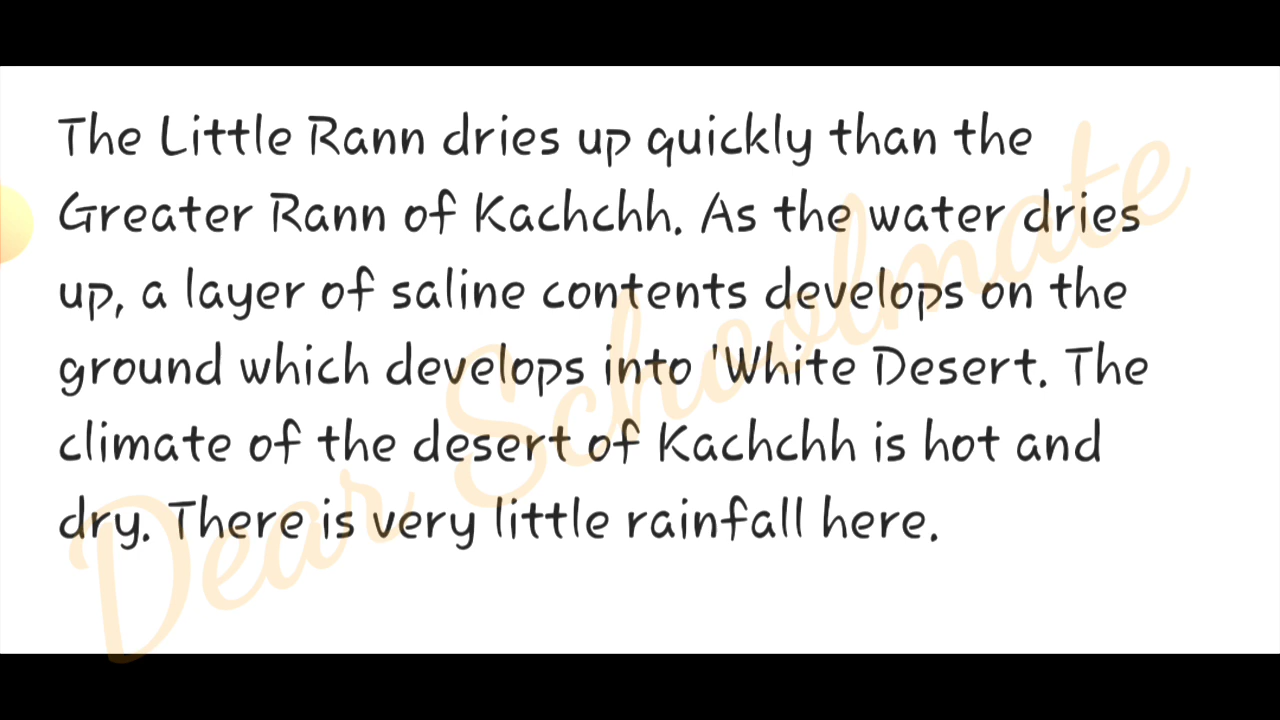 The Little Rann dries up quickly than the
Greater Rann of Kachchh. As the water dries
up, a layer of saline contents develops on the
ground which develops into 'White Desert. The
climate of the desert of Kachchh is hot and
dry. There is very little rainfall here.
Dear Schoolmate